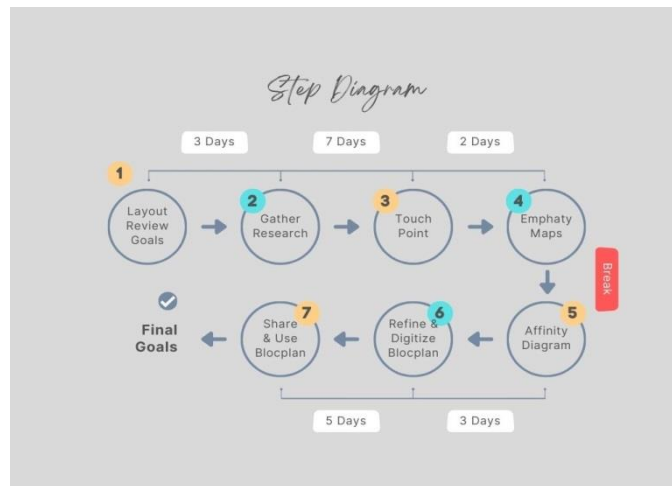 Step Diagram
3 Days
7 Days
2 Days
1
Layout
Review
Goals
2
Gather
Research
3
Touch
Point
4
Emphaty
Maps
Break
5
Affinity
Diagram
6
Refine &
Digitize
Blocplan
7
Share
& Use
Blocplan
Final
Goals
5 Days
3 Days